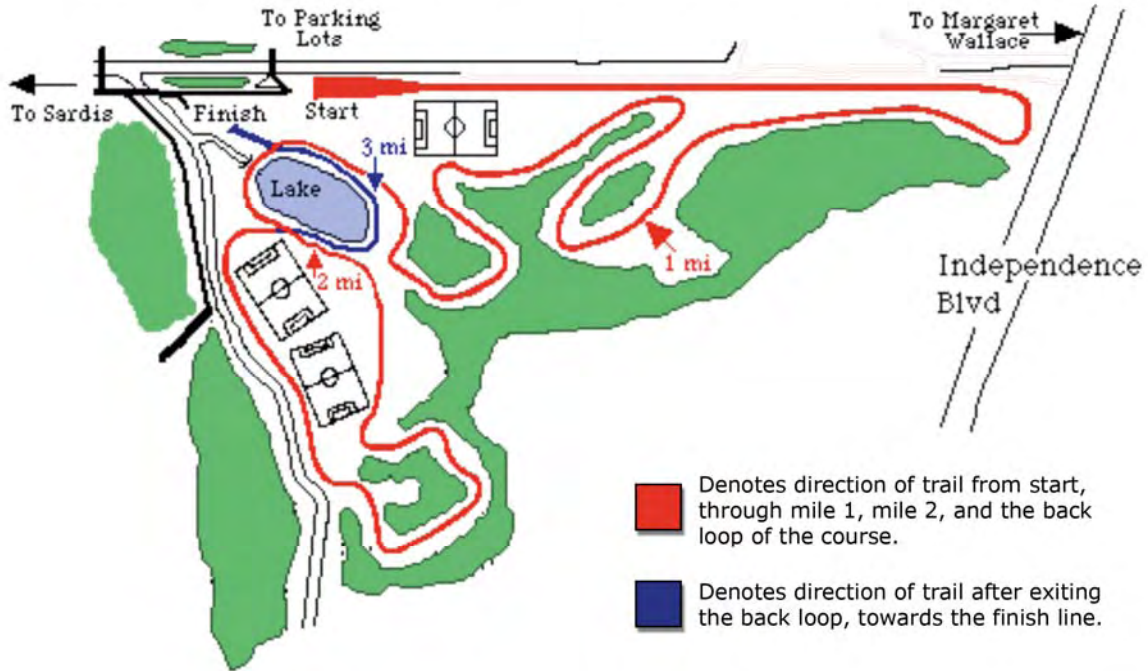 To Parking
Lots
To Margaret
Wallace
To Sardis
Finish
Start
3 mi
Lake
1 mi
2 mi
Independence
Blvd
Denotes direction of trail from start,
through mile 1, mile 2, and the back
loop of the course.
Denotes direction of trail after exiting
the back loop, towards the finish line.